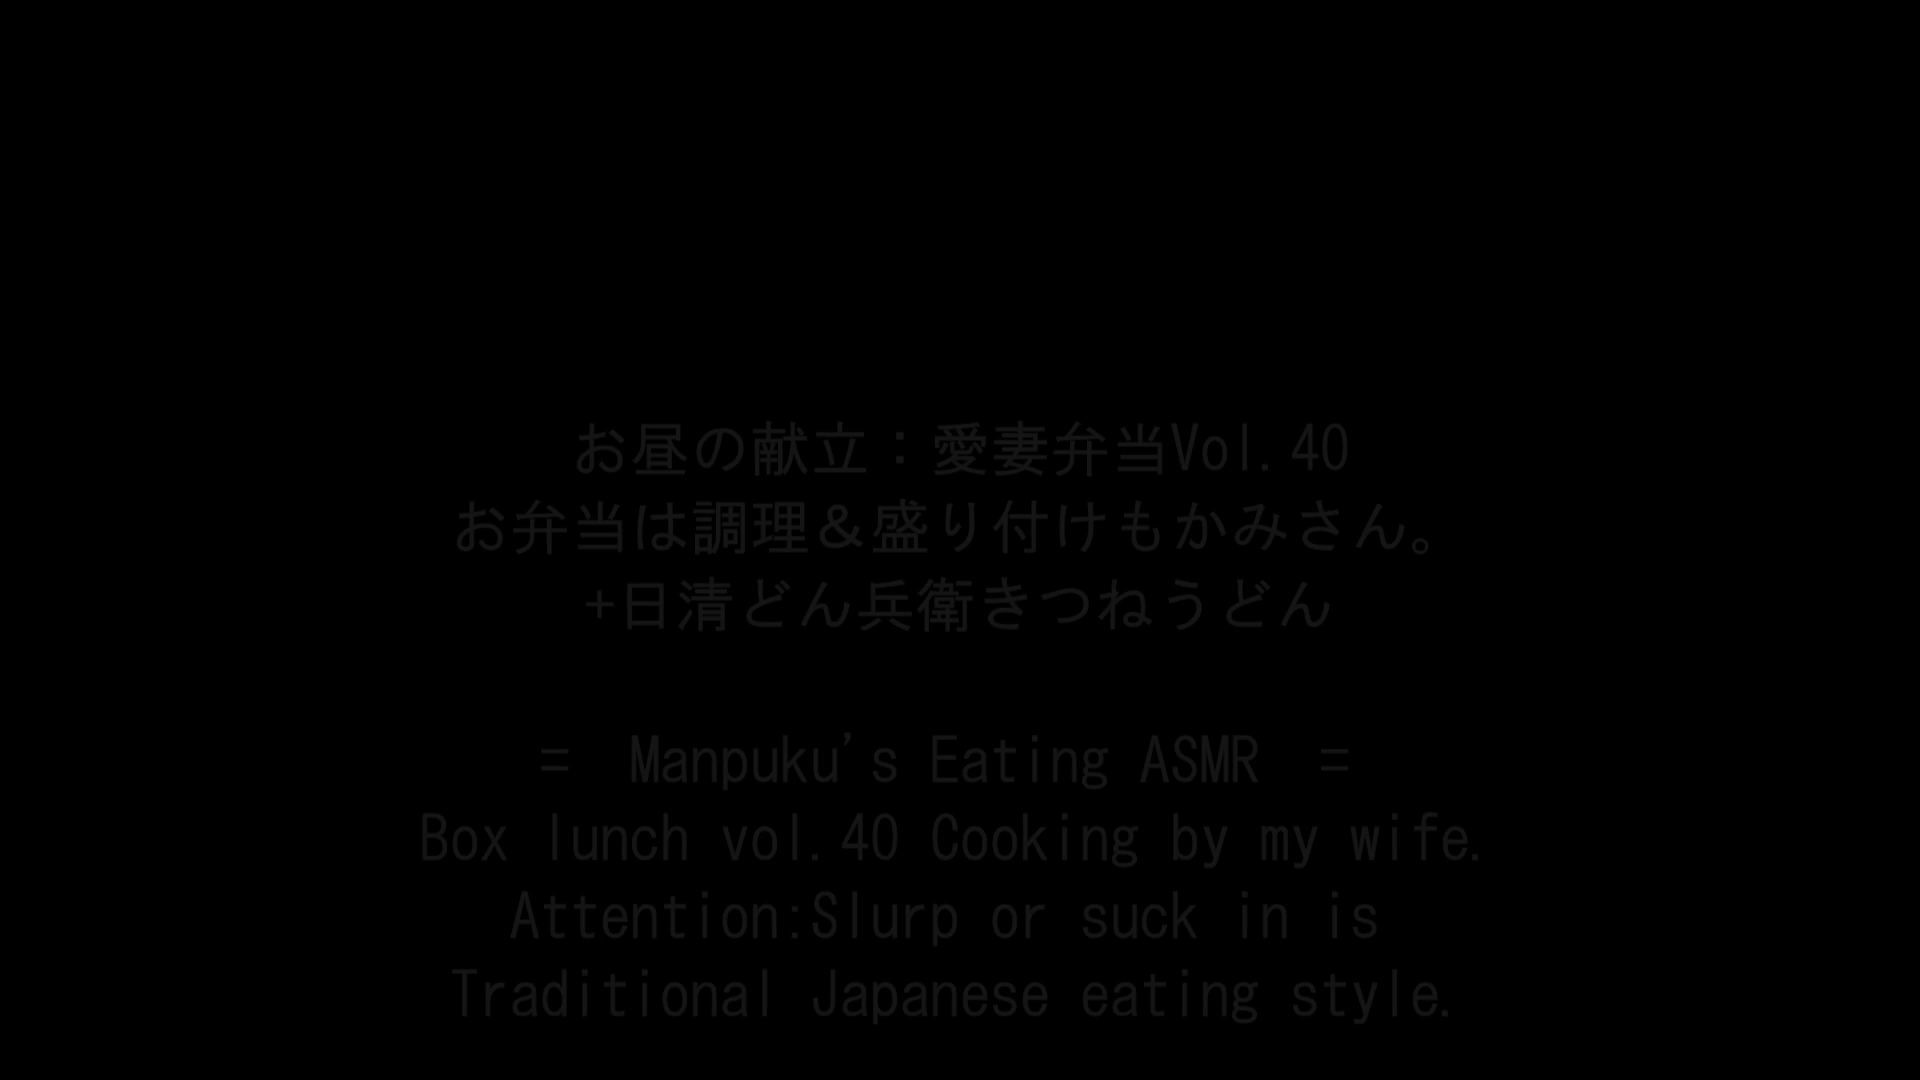 お昼の献立：愛妻弁当Vol.40
お弁当は調理＆盛り付けもかみさん。
+日清どん兵衛きつねうどん
=　Manpuku's Eating ASMR　=
Box lunch vol.40 Cooking by my wife.
Attention:Slurp or suck in is
Traditional Japanese eating style.